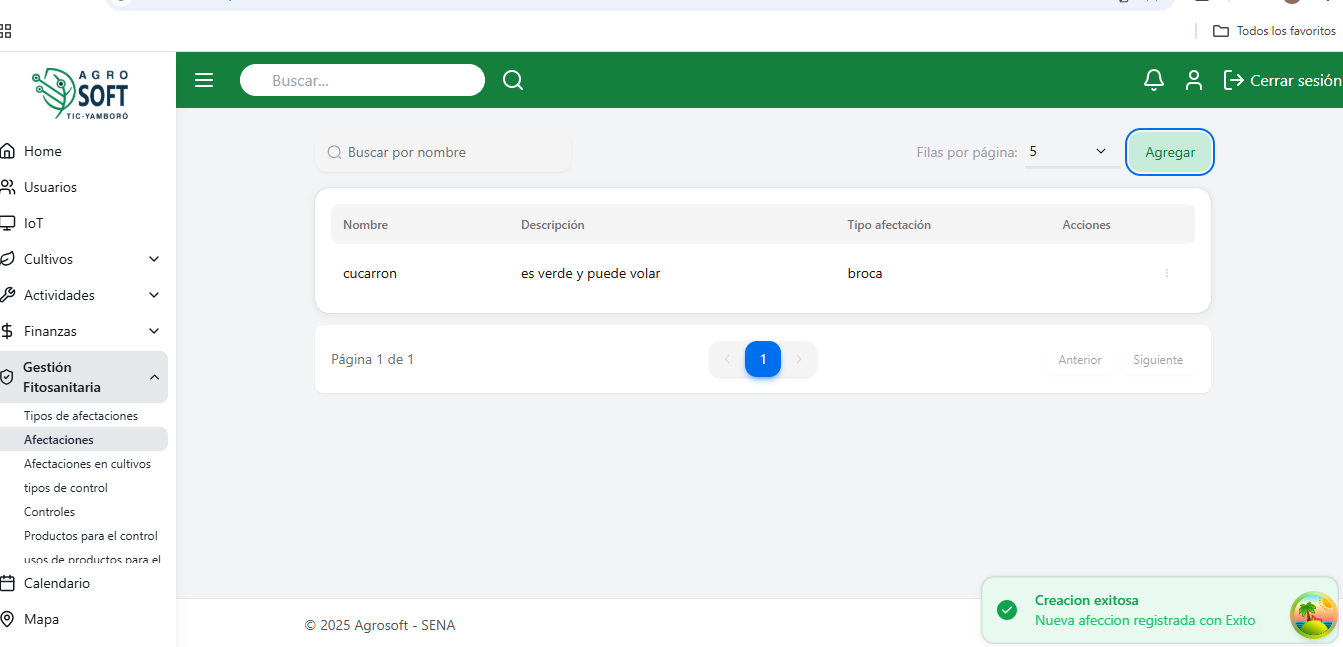 Todos los favoritos
AGRO
SOFT
TIC-YAMBORÓ
Buscar...
Cerrar sesión
Home
Usuarios
IoT
Cultivos
Actividades
Finanzas
Gestión
Fitosanitaria
Tipos de afectaciones
Afectaciones
Afectaciones en cultivos
tipos de control
Controles
Productos para el control
usos de productos para el
Calendario
Mapa
Buscar por nombre
Filas por página: 5
Agregar
Nombre Descripción Tipo afectación Acciones
cucarron es verde y puede volar broca
Página 1 de 1
1
Anterior Siguiente
© 2025 Agrosoft - SENA
Creacion exitosa
Nueva afeccion registrada con Exito